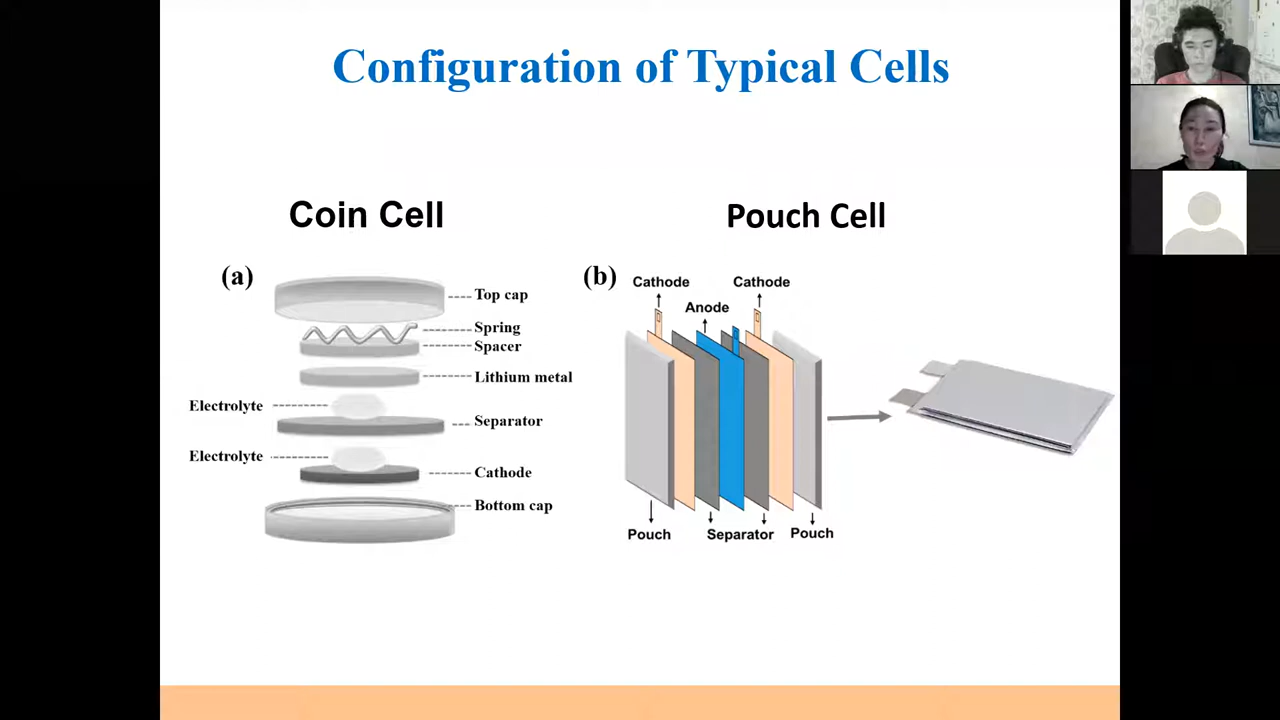 Configuration of Typical Cells
Coin Cell
(a)
Top cap
Spring
Spacer
Lithium metal
Electrolyte
Separator
Electrolyte
Cathode
Bottom cap
Pouch Cell
(b)
Cathode
Cathode
Anode
Pouch
Separator
Pouch